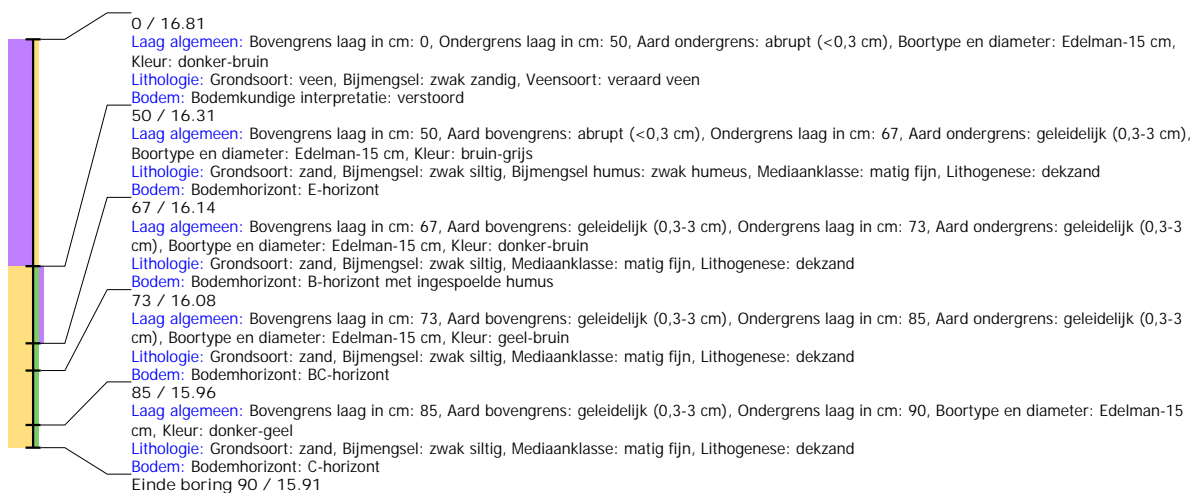 0 / 16.81
Laag algemeen: Bovengrens laag in cm: 0, Ondergrens laag in cm: 50, Aard ondergrens: abrupt (<0,3 cm), Boortype en diameter: Edelman-15 cm,
Kleur: donker-bruin
Lithologie: Grondsoort: veen, Bijmengsel: zwak zandig, Veensoort: veraard veen
Bodem: Bodemkundige interpretatie: verstoord
50 / 16.31
Laag algemeen: Bovengrens laag in cm: 50, Aard bovengrens: abrupt (<0,3 cm), Ondergrens laag in cm: 67, Aard ondergrens: geleidelijk (0,3-3 cm),
Boortype en diameter: Edelman-15 cm, Kleur: bruin-grijs
Lithologie: Grondsoort: zand, Bijmengsel: zwak siltig, Bijmengsel humus: zwak humeus, Mediaanklasse: matig fijn, Lithogenese: dekzand
Bodem: Bodemhorizont: E-horizont
67 / 16.14
Laag algemeen: Bovengrens laag in cm: 67, Aard bovengrens: geleidelijk (0,3-3 cm), Ondergrens laag in cm: 73, Aard ondergrens: geleidelijk (0,3-3
cm), Boortype en diameter: Edelman-15 cm, Kleur: donker-bruin
Lithologie: Grondsoort: zand, Bijmengsel: zwak siltig, Mediaanklasse: matig fijn, Lithogenese: dekzand
Bodem: Bodemhorizont: B-horizont met ingespoelde humus
73 / 16.08
Laag algemeen: Bovengrens laag in cm: 73, Aard bovengrens: geleidelijk (0,3-3 cm), Ondergrens laag in cm: 85, Aard ondergrens: geleidelijk (0,3-3
cm), Boortype en diameter: Edelman-15 cm, Kleur: geel-bruin
Lithologie: Grondsoort: zand, Bijmengsel: zwak siltig, Mediaanklasse: matig fijn, Lithogenese: dekzand
Bodem: Bodemhorizont: BC-horizont
85 / 15.96
Laag algemeen: Bovengrens laag in cm: 85, Aard bovengrens: geleidelijk (0,3-3 cm), Ondergrens laag in cm: 90, Boortype en diameter: Edelman-15
cm, Kleur: donker-geel
Lithologie: Grondsoort: zand, Bijmengsel: zwak siltig, Mediaanklasse: matig fijn, Lithogenese: dekzand
Bodem: Bodemhorizont: C-horizont
Einde boring 90 / 15.91